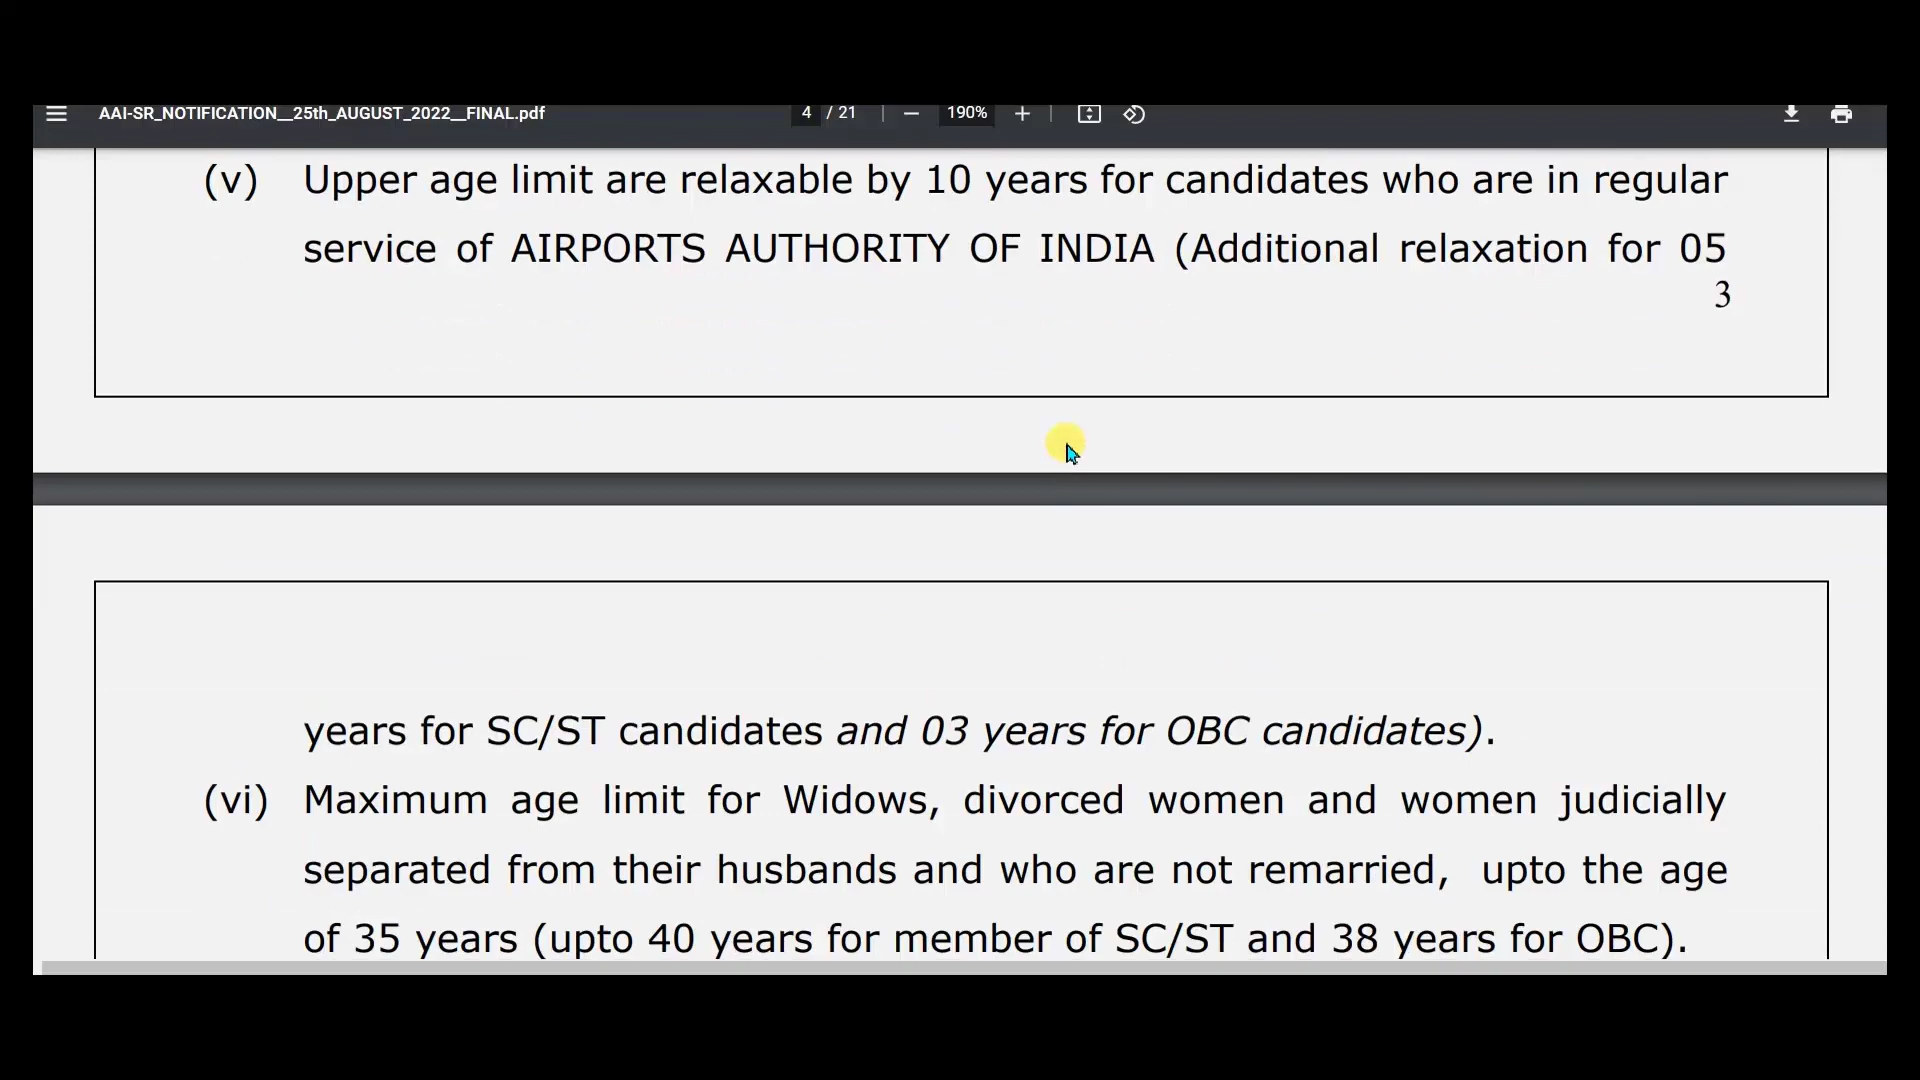 AAI-SR_NOTIFICATION__25th_AUGUST_2022__FINAL.pdf 4 / 21 190%
(v) Upper age limit are relaxable by 10 years for candidates who are in regular
service of AIRPORTS AUTHORITY OF INDIA (Additional relaxation for 05
3
years for SC/ST candidates and 03 years for OBC candidates).
(vi) Maximum age limit for Widows, divorced women and women judicially
separated from their husbands and who are not remarried, upto the age
of 35 years (upto 40 years for member of SC/ST and 38 years for OBC).